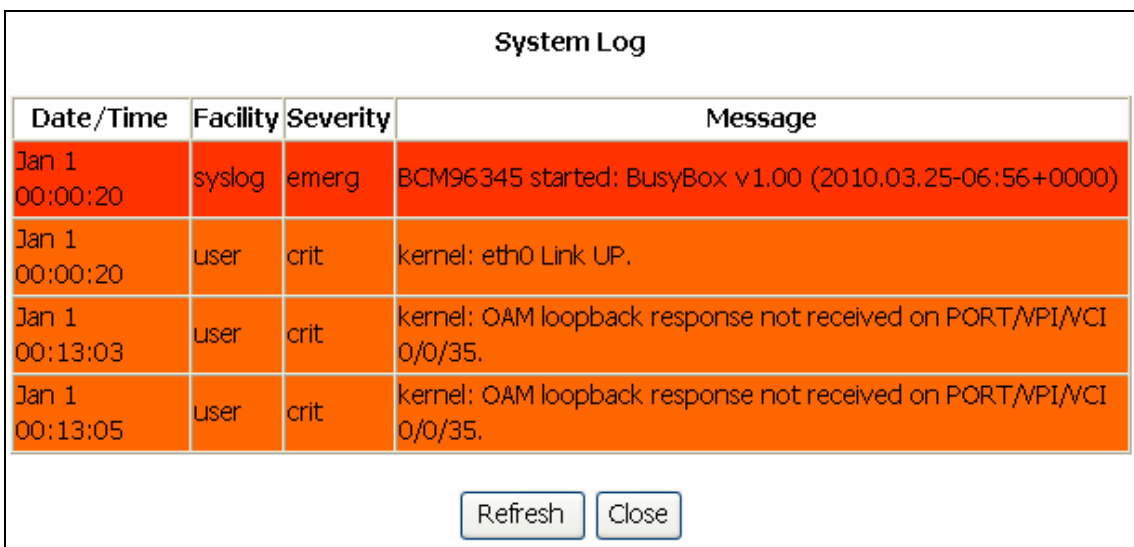 System Log
Date/Time Facility Severity Message
Jan 1
00:00:20 syslog emerg BCM96345 started: BusyBox v1.00 (2010.03.25-06:56+0000)
Jan 1
00:00:20 user crit kernel: eth0 Link UP.
Jan 1
00:13:03 user crit kernel: OAM loopback response not received on PORT/VPI/VCI
0/0/35.
Jan 1
00:13:05 user crit kernel: OAM loopback response not received on PORT/VPI/VCI
0/0/35.
Refresh Close